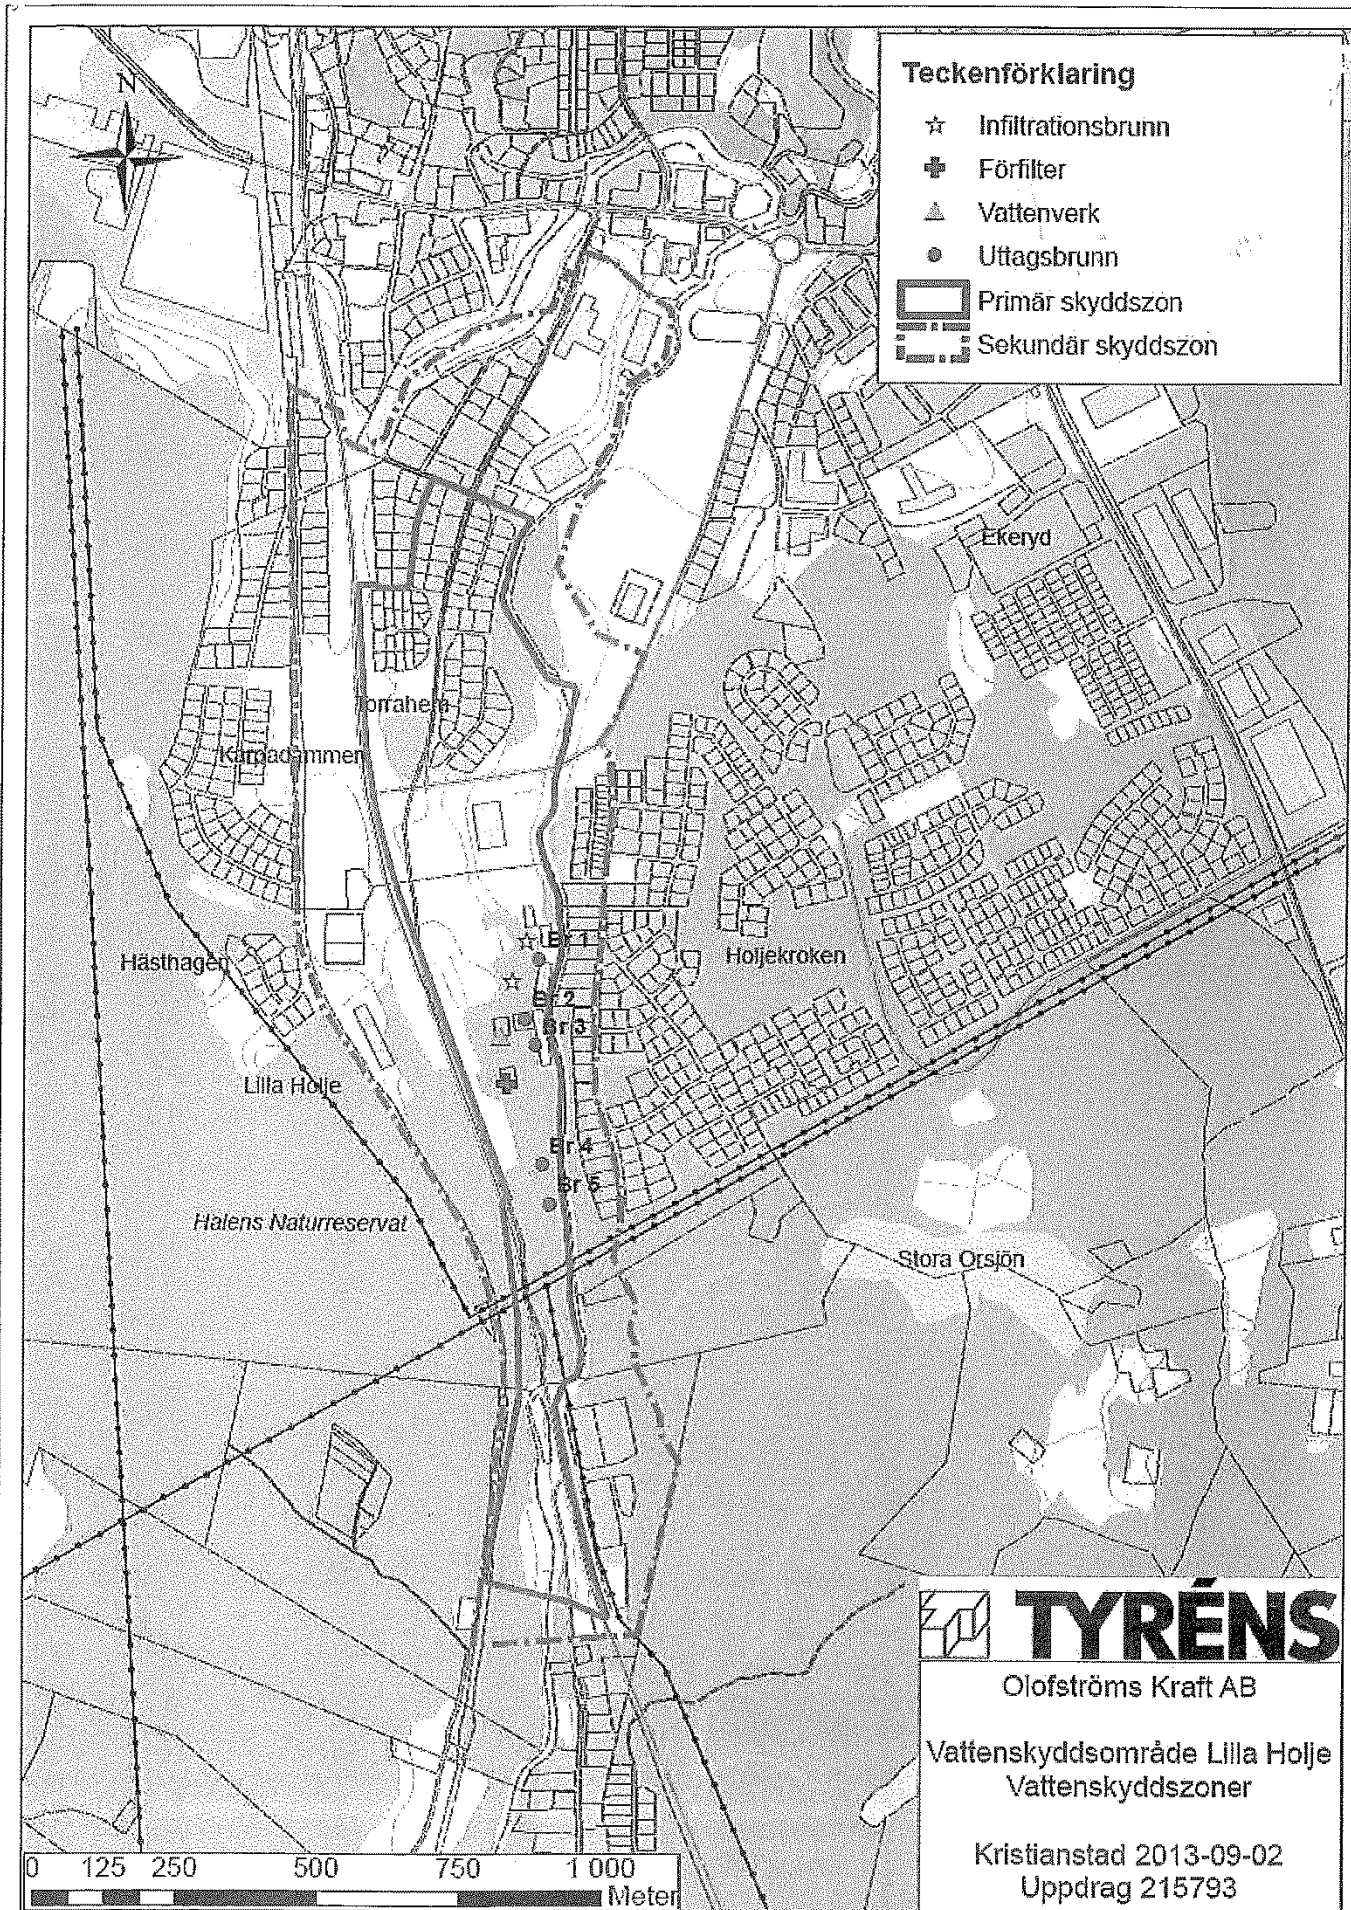 N
Teckenförklaring
Infiltrationsbrunn
Förfilter
Vattenverk
Uttagsbrunn
Primär skyddszon
Sekundär skyddszon
Ekeryd
Karpadammen
Hästhagen
Holjekroken
Br 1
Br 2
Br 3
Lilla Holje
Br 4
Br 5
Halens Naturreservat
Stora Orsjön
TYRÉNS
Olofströms Kraft AB
Vattenskyddsområde Lilla Holje
Vattenskyddszoner
Kristianstad 2013-09-02
Uppdrag 215793
0 125 250 500 750 1 000
Meter